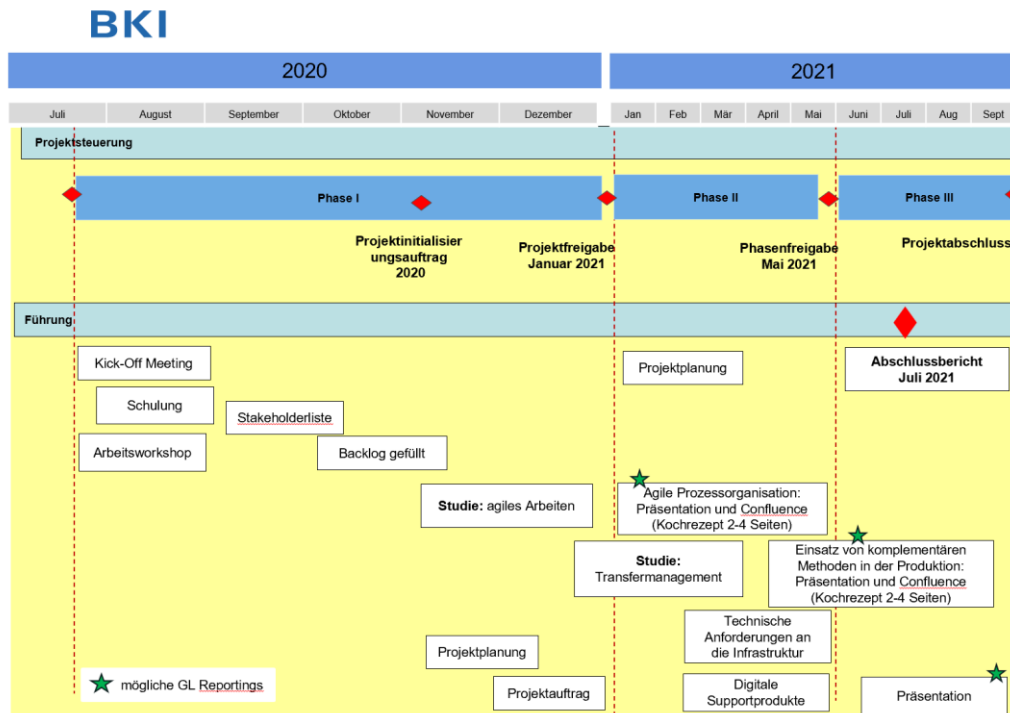 BKI
2020
2021
Juli
August
September
Oktober
November
Dezember
Jan
Feb
Mär
April
Mai
Juni
Juli
Aug
Sept
Projektsteuerung
Phase I
Phase II
Phase III
Projektinitialisier
ungsauftrag
2020
Projektfreigabe
Januar 2021
Phasenfreigabe
Mai 2021
Projektabschluss
Führung
Kick-Off Meeting
Projektplanung
Abschlussbericht
Juli 2021
Schulung
Stakeholderliste
Arbeitsworkshop
Backlog gefüllt
Studie: agiles Arbeiten
Agile Prozessorganisation:
Präsentation und Confluence
(Kochrezept 2-4 Seiten)
Studie:
Transfermanagement
Einsatz von komplementären
Methoden in der Produktion:
Präsentation und Confluence
(Kochrezept 2-4 Seiten)
Technische
Anforderungen an
die Infrastruktur
Projektplanung
mögliche GL Reportings
Projektauftrag
Digitale
Supportprodukte
Präsentation